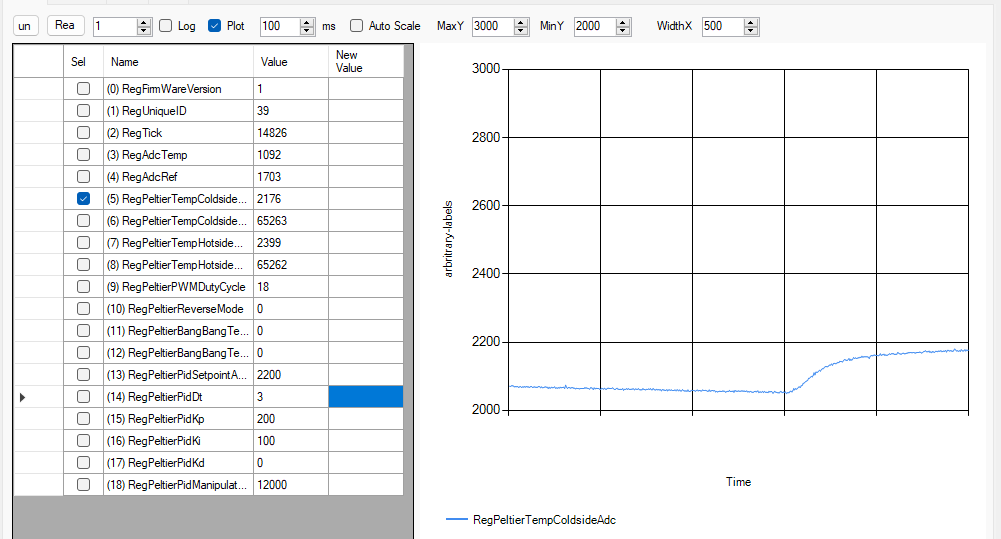 un Rea 1 Log Plot 100 ms Auto Scale MaxY 3000 MinY 2000 WidthX 500
Sel Name Value New Value
(0) RegFirmWareVersion 1
(1) RegUniqueID 39
(2) RegTick 14826
(3) RegAdcTemp 1092
(4) RegAdcRef 1703
(5) RegPeltierTempColdside... 2176
(6) RegPeltierTempColdside... 65263
(7) RegPeltierTempHotside... 2399
(8) RegPeltierTempHotside... 65262
(9) RegPeltierPWMDutyCycle 18
(10) RegPeltierReverseMode 0
(11) RegPeltierBangBangTe... 0
(12) RegPeltierBangBangTe... 0
(13) RegPeltierPidSetpointA... 2200
(14) RegPeltierPidDt 3
(15) RegPeltierPidKp 200
(16) RegPeltierPidKi 100
(17) RegPeltierPidKd 0
(18) RegPeltierPidManipulat... 12000
3000
2800
2600
2400
2200
2000
arbritrary-labels
Time
RegPeltierTempColdsideAdc